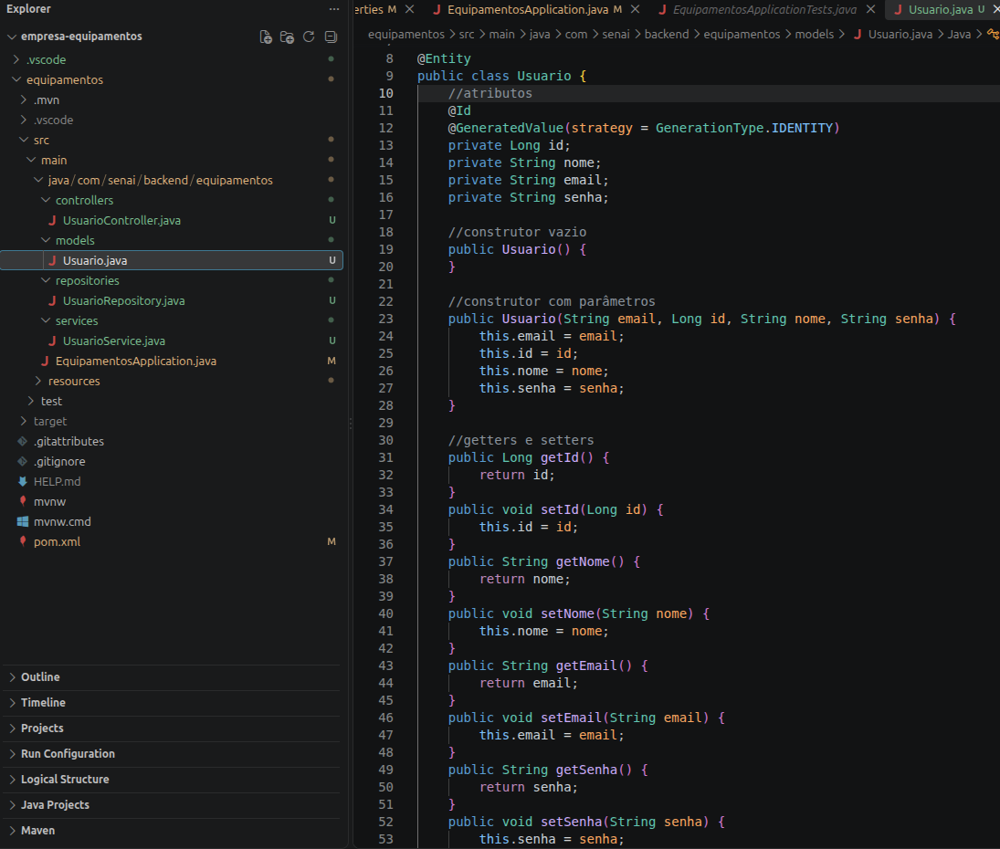 Explorer
empresa-equipamentos
.vscode
equipamentos
.mvn
.vscode
src
main
java/com/senai/backend/equipamentos
controllers
UsuarioController.java U
models
Usuario.java U
repositories
UsuarioRepository.java U
services
UsuarioService.java U
EquipamentosApplication.java M
resources
test
target
.gitattributes
.gitignore
HELP.md
mvnw
mvnw.cmd
pom.xml M
Outline
Timeline
Projects
Run Configuration
Logical Structure
Java Projects
Maven
erties M EquipamentosApplication.java M EquipamentosApplicationTests.java Usuario.java U
equipamentos > src > main > java > com > senai > backend > equipamentos > models > Usuario.java > Java >
8 @Entity
9 public class Usuario {
10 //atributos
11 @Id
12 @GeneratedValue(strategy = GenerationType.IDENTITY)
13 private Long id;
14 private String nome;
15 private String email;
16 private String senha;
17
18 //construtor vazio
19 public Usuario() {
20 }
21
22 //construtor com parâmetros
23 public Usuario(String email, Long id, String nome, String senha) {
24 this.email = email;
25 this.id = id;
26 this.nome = nome;
27 this.senha = senha;
28 }
29
30 //getters e setters
31 public Long getId() {
32 return id;
33 }
34 public void setId(Long id) {
35 this.id = id;
36 }
37 public String getNome() {
38 return nome;
39 }
40 public void setNome(String nome) {
41 this.nome = nome;
42 }
43 public String getEmail() {
44 return email;
45 }
46 public void setEmail(String email) {
47 this.email = email;
48 }
49 public String getSenha() {
50 return senha;
51 }
52 public void setSenha(String senha) {
53 this.senha = senha;